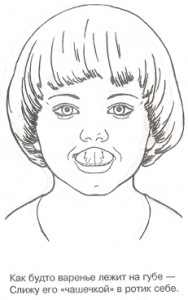 Как будто варенье лежит на губе —
Слижу его «чашечкой» в ротик себе.